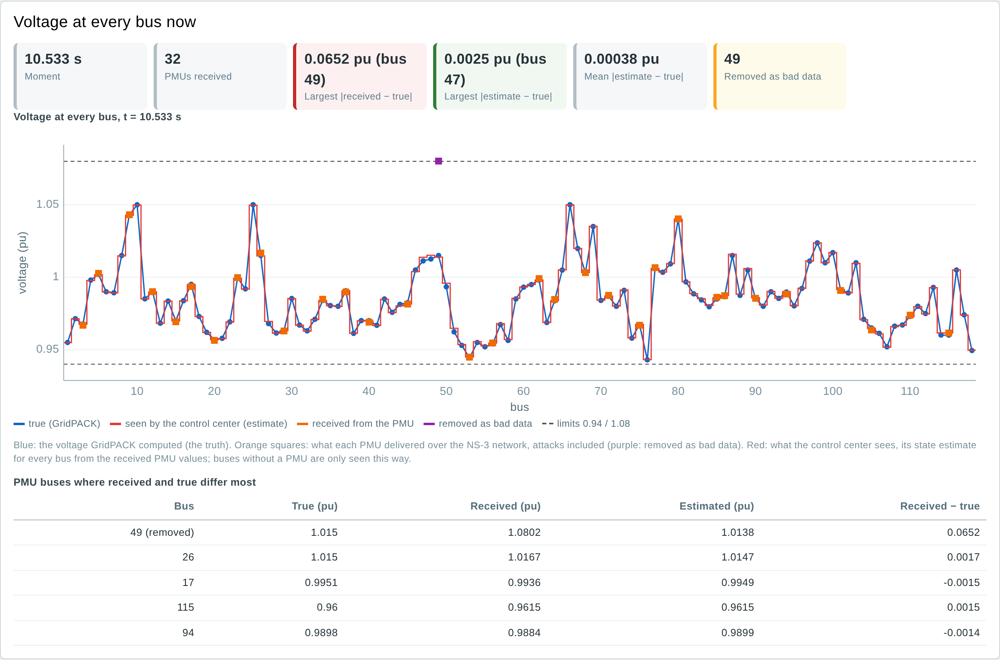 Voltage at every bus now
10.533 s
Moment
32
PMUs received
0.0652 pu (bus
49)
Largest |received − true|
0.0025 pu (bus
47)
Largest |estimate − true|
0.00038 pu
Mean |estimate − true|
49
Removed as bad data
Voltage at every bus, t = 10.533 s
1.05
1
0.95
voltage (pu)
10 20 30 40 50 60 70 80 90 100 110
bus
true (GridPACK) seen by the control center (estimate) received from the PMU removed as bad data limits 0.94 / 1.08
Blue: the voltage GridPACK computed (the truth). Orange squares: what each PMU delivered over the NS-3 network, attacks included (purple: removed as bad data). Red: what the control center sees, its state estimate
for every bus from the received PMU values; buses without a PMU are only seen this way.
PMU buses where received and true differ most
Bus True (pu) Received (pu) Estimated (pu) Received − true
49 (removed) 1.015 1.0802 1.0138 0.0652
26 1.015 1.0167 1.0147 0.0017
17 0.9951 0.9936 0.9949 -0.0015
115 0.96 0.9615 0.9615 0.0015
94 0.9898 0.9884 0.9899 -0.0014